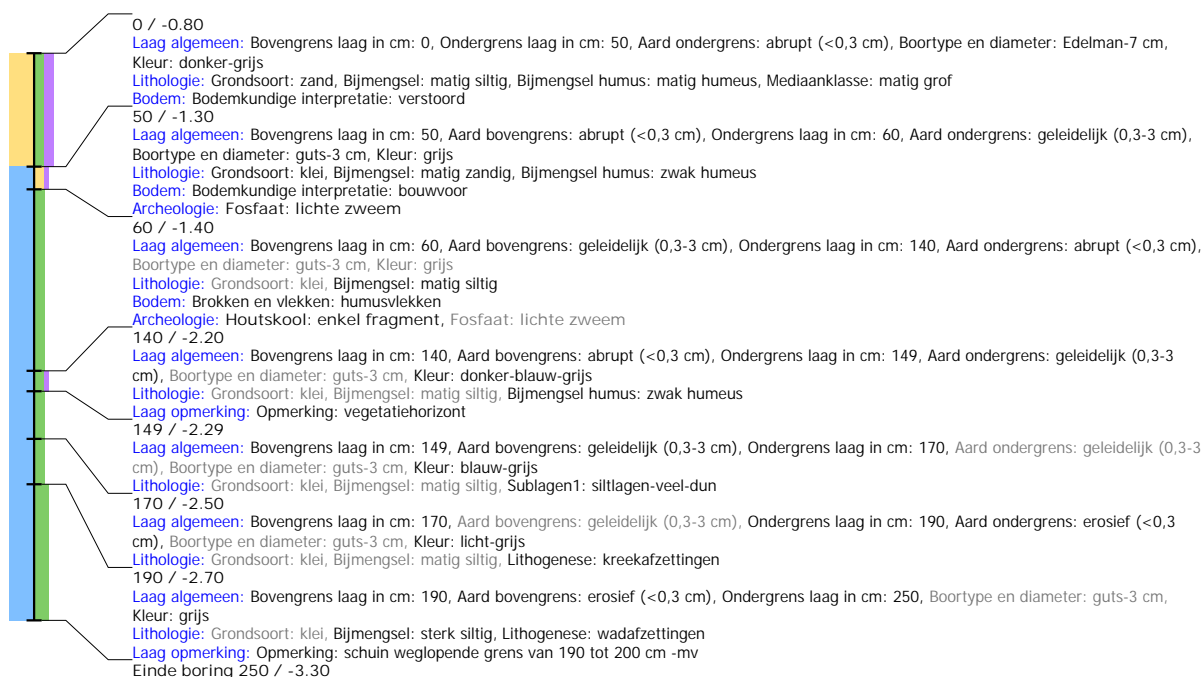 0 / -0.80
Laag algemeen: Bovengrens laag in cm: 0, Ondergrens laag in cm: 50, Aard ondergrens: abrupt (<0,3 cm), Boortype en diameter: Edelman-7 cm,
Kleur: donker-grijs
Lithologie: Grondsoort: zand, Bijmengsel: matig siltig, Bijmengsel humus: matig humeus, Mediaanklasse: matig grof
Bodem: Bodemkundige interpretatie: verstoord
50 / -1.30
Laag algemeen: Bovengrens laag in cm: 50, Aard bovengrens: abrupt (<0,3 cm), Ondergrens laag in cm: 60, Aard ondergrens: geleidelijk (0,3-3 cm),
Boortype en diameter: guts-3 cm, Kleur: grijs
Lithologie: Grondsoort: klei, Bijmengsel: matig zandig, Bijmengsel humus: zwak humeus
Bodem: Bodemkundige interpretatie: bouwvoor
Archeologie: Fosfaat: lichte zweem
60 / -1.40
Laag algemeen: Bovengrens laag in cm: 60, Aard bovengrens: geleidelijk (0,3-3 cm), Ondergrens laag in cm: 140, Aard ondergrens: abrupt (<0,3 cm),
Boortype en diameter: guts-3 cm, Kleur: grijs
Lithologie: Grondsoort: klei, Bijmengsel: matig siltig
Bodem: Brokken en vlekken: humusvlekken
Archeologie: Houtskool: enkel fragment, Fosfaat: lichte zweem
140 / -2.20
Laag algemeen: Bovengrens laag in cm: 140, Aard bovengrens: abrupt (<0,3 cm), Ondergrens laag in cm: 149, Aard ondergrens: geleidelijk (0,3-3
cm), Boortype en diameter: guts-3 cm, Kleur: donker-blauw-grijs
Lithologie: Grondsoort: klei, Bijmengsel: matig siltig, Bijmengsel humus: zwak humeus
Laag opmerking: Opmerking: vegetatiehorizont
149 / -2.29
Laag algemeen: Bovengrens laag in cm: 149, Aard bovengrens: geleidelijk (0,3-3 cm), Ondergrens laag in cm: 170, Aard ondergrens: geleidelijk (0,3-3
cm), Boortype en diameter: guts-3 cm, Kleur: blauw-grijs
Lithologie: Grondsoort: klei, Bijmengsel: matig siltig, Sublagen1: siltlagen-veel-dun
170 / -2.50
Laag algemeen: Bovengrens laag in cm: 170, Aard bovengrens: geleidelijk (0,3-3 cm), Ondergrens laag in cm: 190, Aard ondergrens: erosief (<0,3
cm), Boortype en diameter: guts-3 cm, Kleur: licht-grijs
Lithologie: Grondsoort: klei, Bijmengsel: matig siltig, Lithogenese: kreekafzettingen
190 / -2.70
Laag algemeen: Bovengrens laag in cm: 190, Aard bovengrens: erosief (<0,3 cm), Ondergrens laag in cm: 250, Boortype en diameter: guts-3 cm,
Kleur: grijs
Lithologie: Grondsoort: klei, Bijmengsel: sterk siltig, Lithogenese: wadafzettingen
Laag opmerking: Opmerking: schuin weglopende grens van 190 tot 200 cm -mv
Einde boring 250 / -3.30